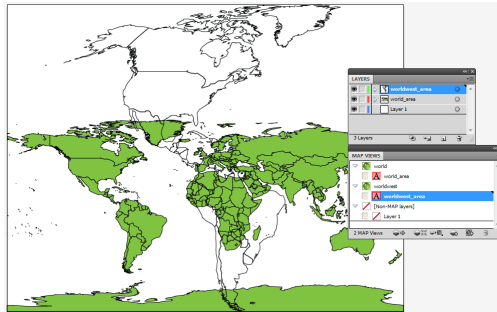 LAYERS
worldwest_area
world_area
Layer 1
3 Layers
MAP VIEWS
world
world_area
worldwest
worldwest_area
[Non-MAP layers]
Layer 1
2 MAP Views